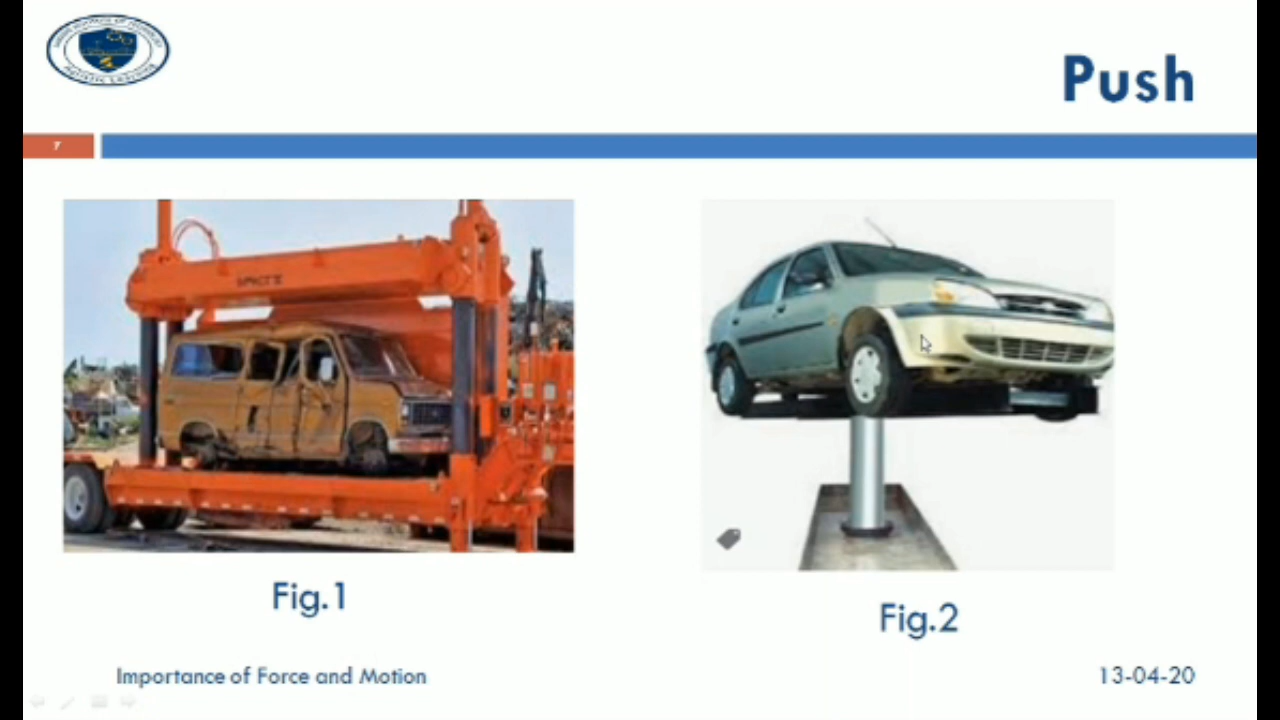 Push
7
Fig.1
Fig.2
Importance of Force and Motion
13-04-20